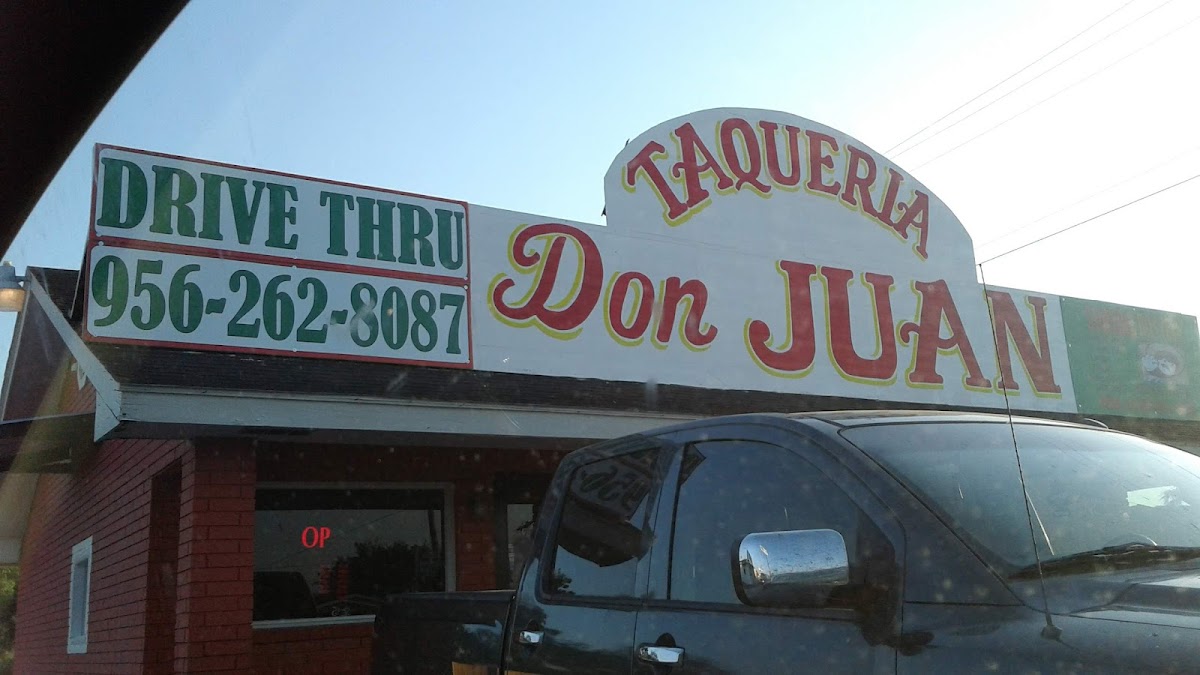 DRIVE THRU
956-262-8087
TAQUERIA
Don JUAN
OP